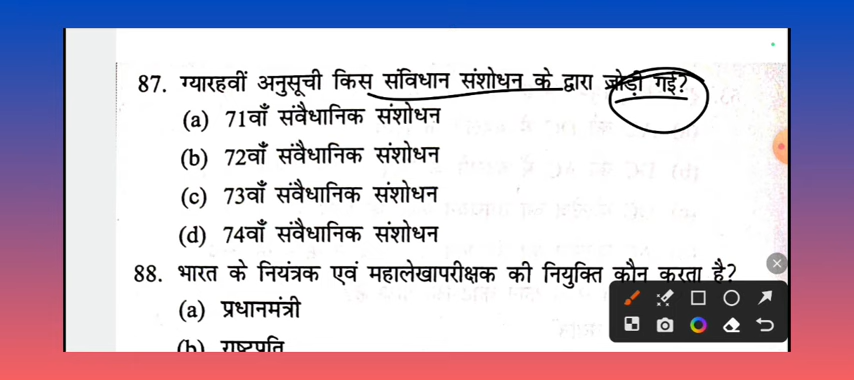 87. ग्यारहवीं अनुसूची किस संविधान संशोधन के द्वारा जोड़ी गई?
(a) 71वाँ संवैधानिक संशोधन
(b) 72वाँ संवैधानिक संशोधन
(c) 73वाँ संवैधानिक संशोधन
(d) 74वाँ संवैधानिक संशोधन
88. भारत के नियंत्रक एवं महालेखापरीक्षक की नियुक्ति कौन करता है?
(a) प्रधानमंत्री
(b) राष्ट्रपति